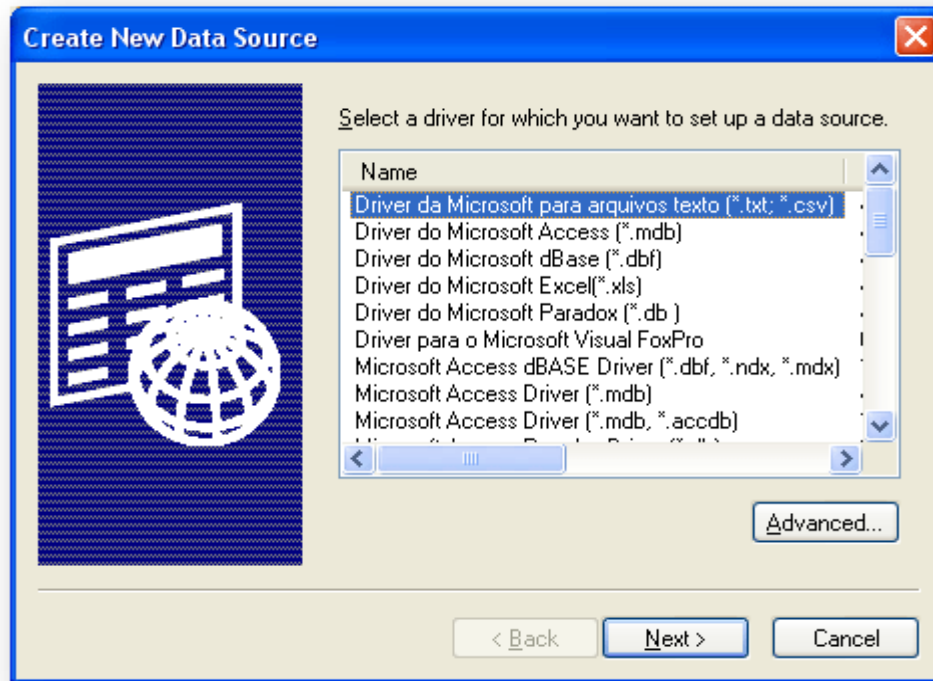 Create New Data Source
Select a driver for which you want to set up a data source.
Name
Driver da Microsoft para arquivos texto (*.txt; *.csv)
Driver do Microsoft Access (*.mdb)
Driver do Microsoft dBase (*.dbf)
Driver do Microsoft Excel(*.xls)
Driver do Microsoft Paradox (*.db )
Driver para o Microsoft Visual FoxPro
Microsoft Access dBASE Driver (*.dbf, *.ndx, *.mdx)
Microsoft Access Driver (*.mdb)
Microsoft Access Driver (*.mdb, *.accdb)
Advanced...
< Back
Next >
Cancel